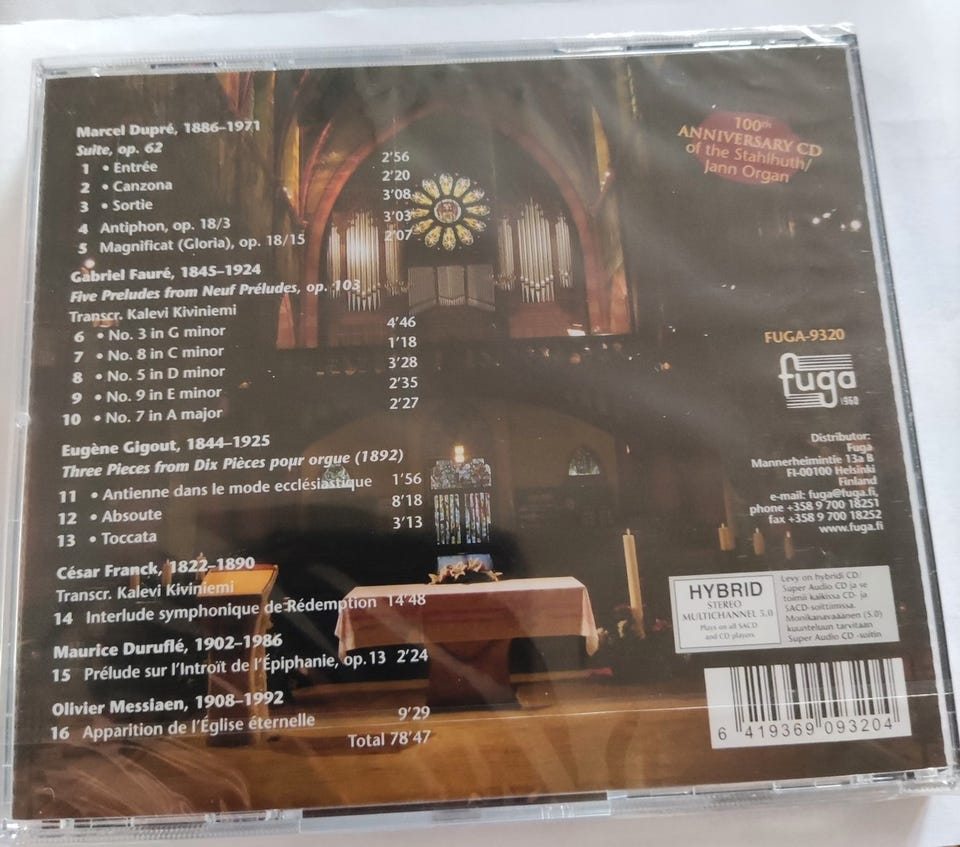 Marcel Dupré, 1886–1971
Suite, op. 62
1 • Entrée 2’56
2 • Canzona 2’20
3 • Sortie 3’08
4 Antiphon, op. 18/3 3’03
5 Magnificat (Gloria), op. 18/15 2’07
Gabriel Fauré, 1845–1924
Five Preludes from Neuf Préludes, op. 103
Transcr. Kalevi Kiviniemi
6 • No. 3 in G minor 4’46
7 • No. 8 in C minor 1’18
8 • No. 5 in D minor 3’28
9 • No. 9 in E minor 2’35
10 • No. 7 in A major 2’27
Eugène Gigout, 1844–1925
Three Pieces from Dix Pièces pour orgue (1892)
11 • Antienne dans le mode ecclésiastique 1’56
12 • Absoute 8’18
13 • Toccata 3’13
César Franck, 1822–1890
Transcr. Kalevi Kiviniemi
14 Interlude symphonique de Rédemption 14’48
Maurice Duruflé, 1902–1986
15 Prélude sur l’Introït de l’Épiphanie, op.13 2’24
Olivier Messiaen, 1908–1992
16 Apparition de l’Église éternelle 9’29
Total 78’47
100th
ANNIVERSARY CD
of the Stahlhuth/
Jann Organ
FUGA-9320
fuga
1960
Distributor:
Fuga
Mannerheimintie 13a B
FI-00100 Helsinki
Finland
e-mail: fuga@fuga.fi,
phone +358 9 700 18251
fax +358 9 700 18252
www.fuga.fi
HYBRID
STEREO
MULTICHANNEL 5.0
Plays on all SACD
and CD players
Levy on hybridi CD/
Super Audio CD ja se
toimii kaikissa CD- ja
SACD-soittimissa.
Monikanavaäänen (5.0)
kuunteluun tarvitaan
Super Audio CD -soitin
6 419369 093204